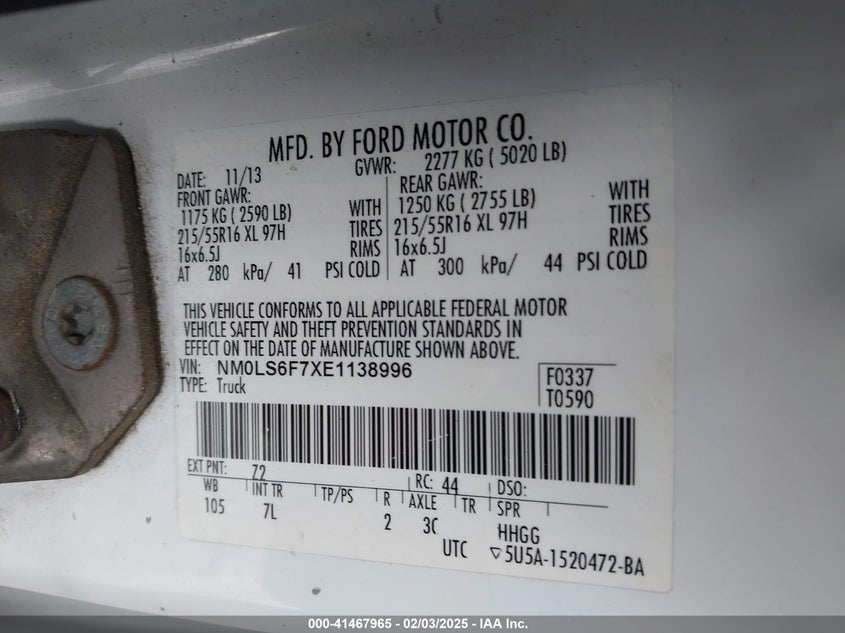 MFD. BY FORD MOTOR CO.
DATE: 11/13 GVWR: 2277 KG ( 5020 LB)
FRONT GAWR: REAR GAWR:
1175 KG ( 2590 LB) WITH 1250 KG ( 2755 LB) WITH
215/55R16 XL 97H TIRES 215/55R16 XL 97H TIRES
16x6.5J RIMS 16x6.5J RIMS
AT 280 kPa/ 41 PSI COLD AT 300 kPa/ 44 PSI COLD
THIS VEHICLE CONFORMS TO ALL APPLICABLE FEDERAL MOTOR
VEHICLE SAFETY AND THEFT PREVENTION STANDARDS IN
EFFECT ON THE DATE OF MANUFACTURE SHOWN ABOVE.
VIN: NM0LS6F7XE1138996 F0337
TYPE: Truck T0590
EXT PNT: Z2 RC: 44 DSO:
WB INT TR TP/PS R AXLE TR SPR
105 7L 2 3C HHGG
UTC ▽5U5A-1520472-BA
000-41467965 - 02/03/2025 - IAA Inc.